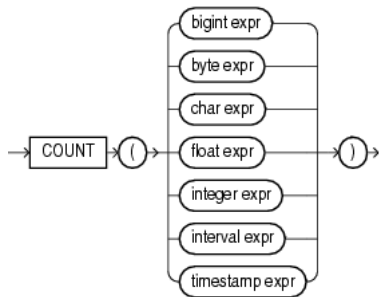 bigint expr
byte expr
char expr
COUNT ( float expr )
integer expr
interval expr
timestamp expr